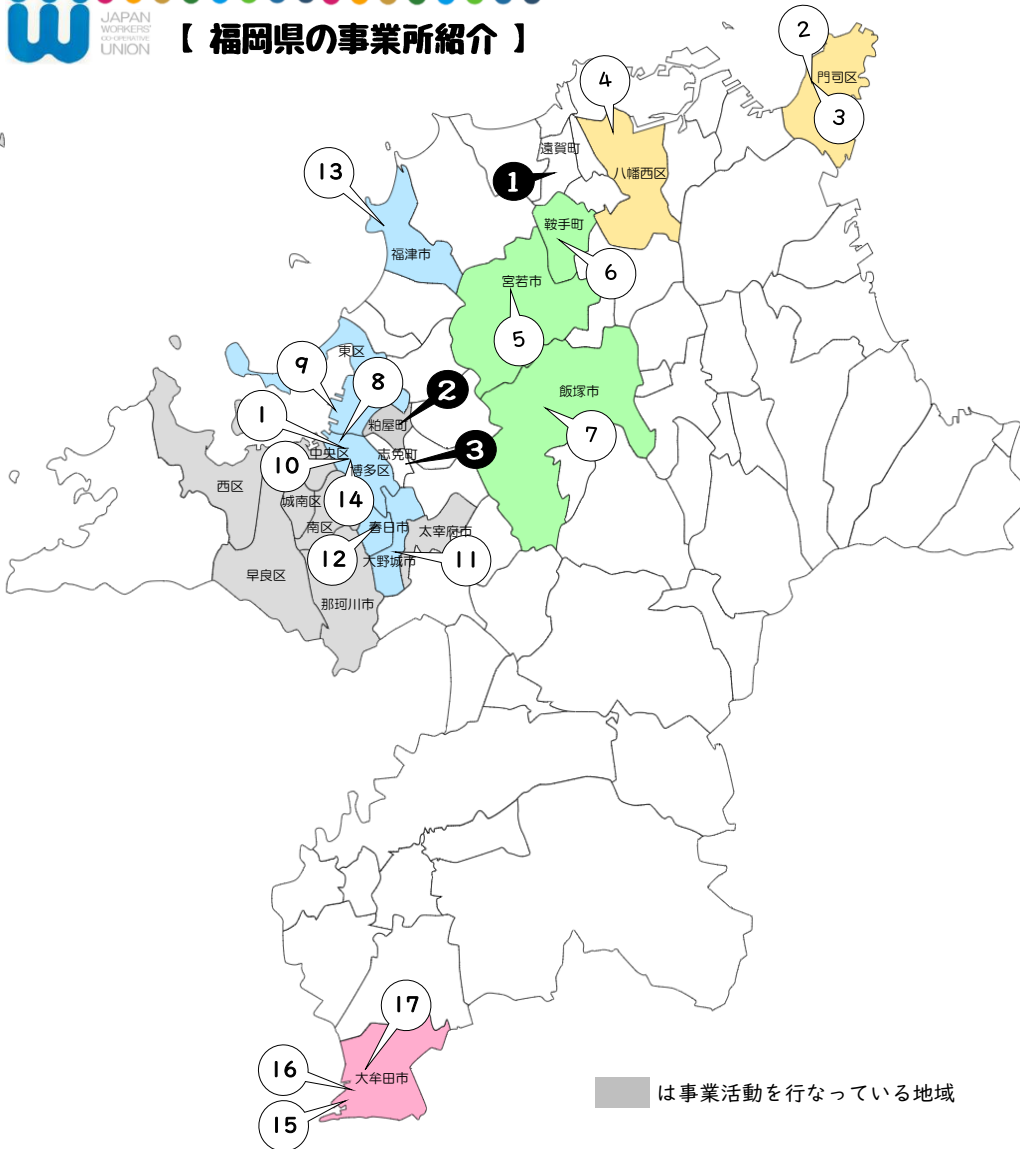 JAPAN
WORKERS'
CO-OPERATIVE
UNION
【 福岡県の事業所紹介 】
2
門司区
3
4
遠賀町
八幡西区
1
13
鞍手町
福津市
6
宮若市
5
東区
9
8
2
飯塚市
1
粕屋町
7
中央区
志免町
3
10
博多区
西区
城南区
14
南区
春日市
太宰府市
12
大野城市
11
早良区
那珂川市
17
16
大牟田市
15
は事業活動を行なっている地域